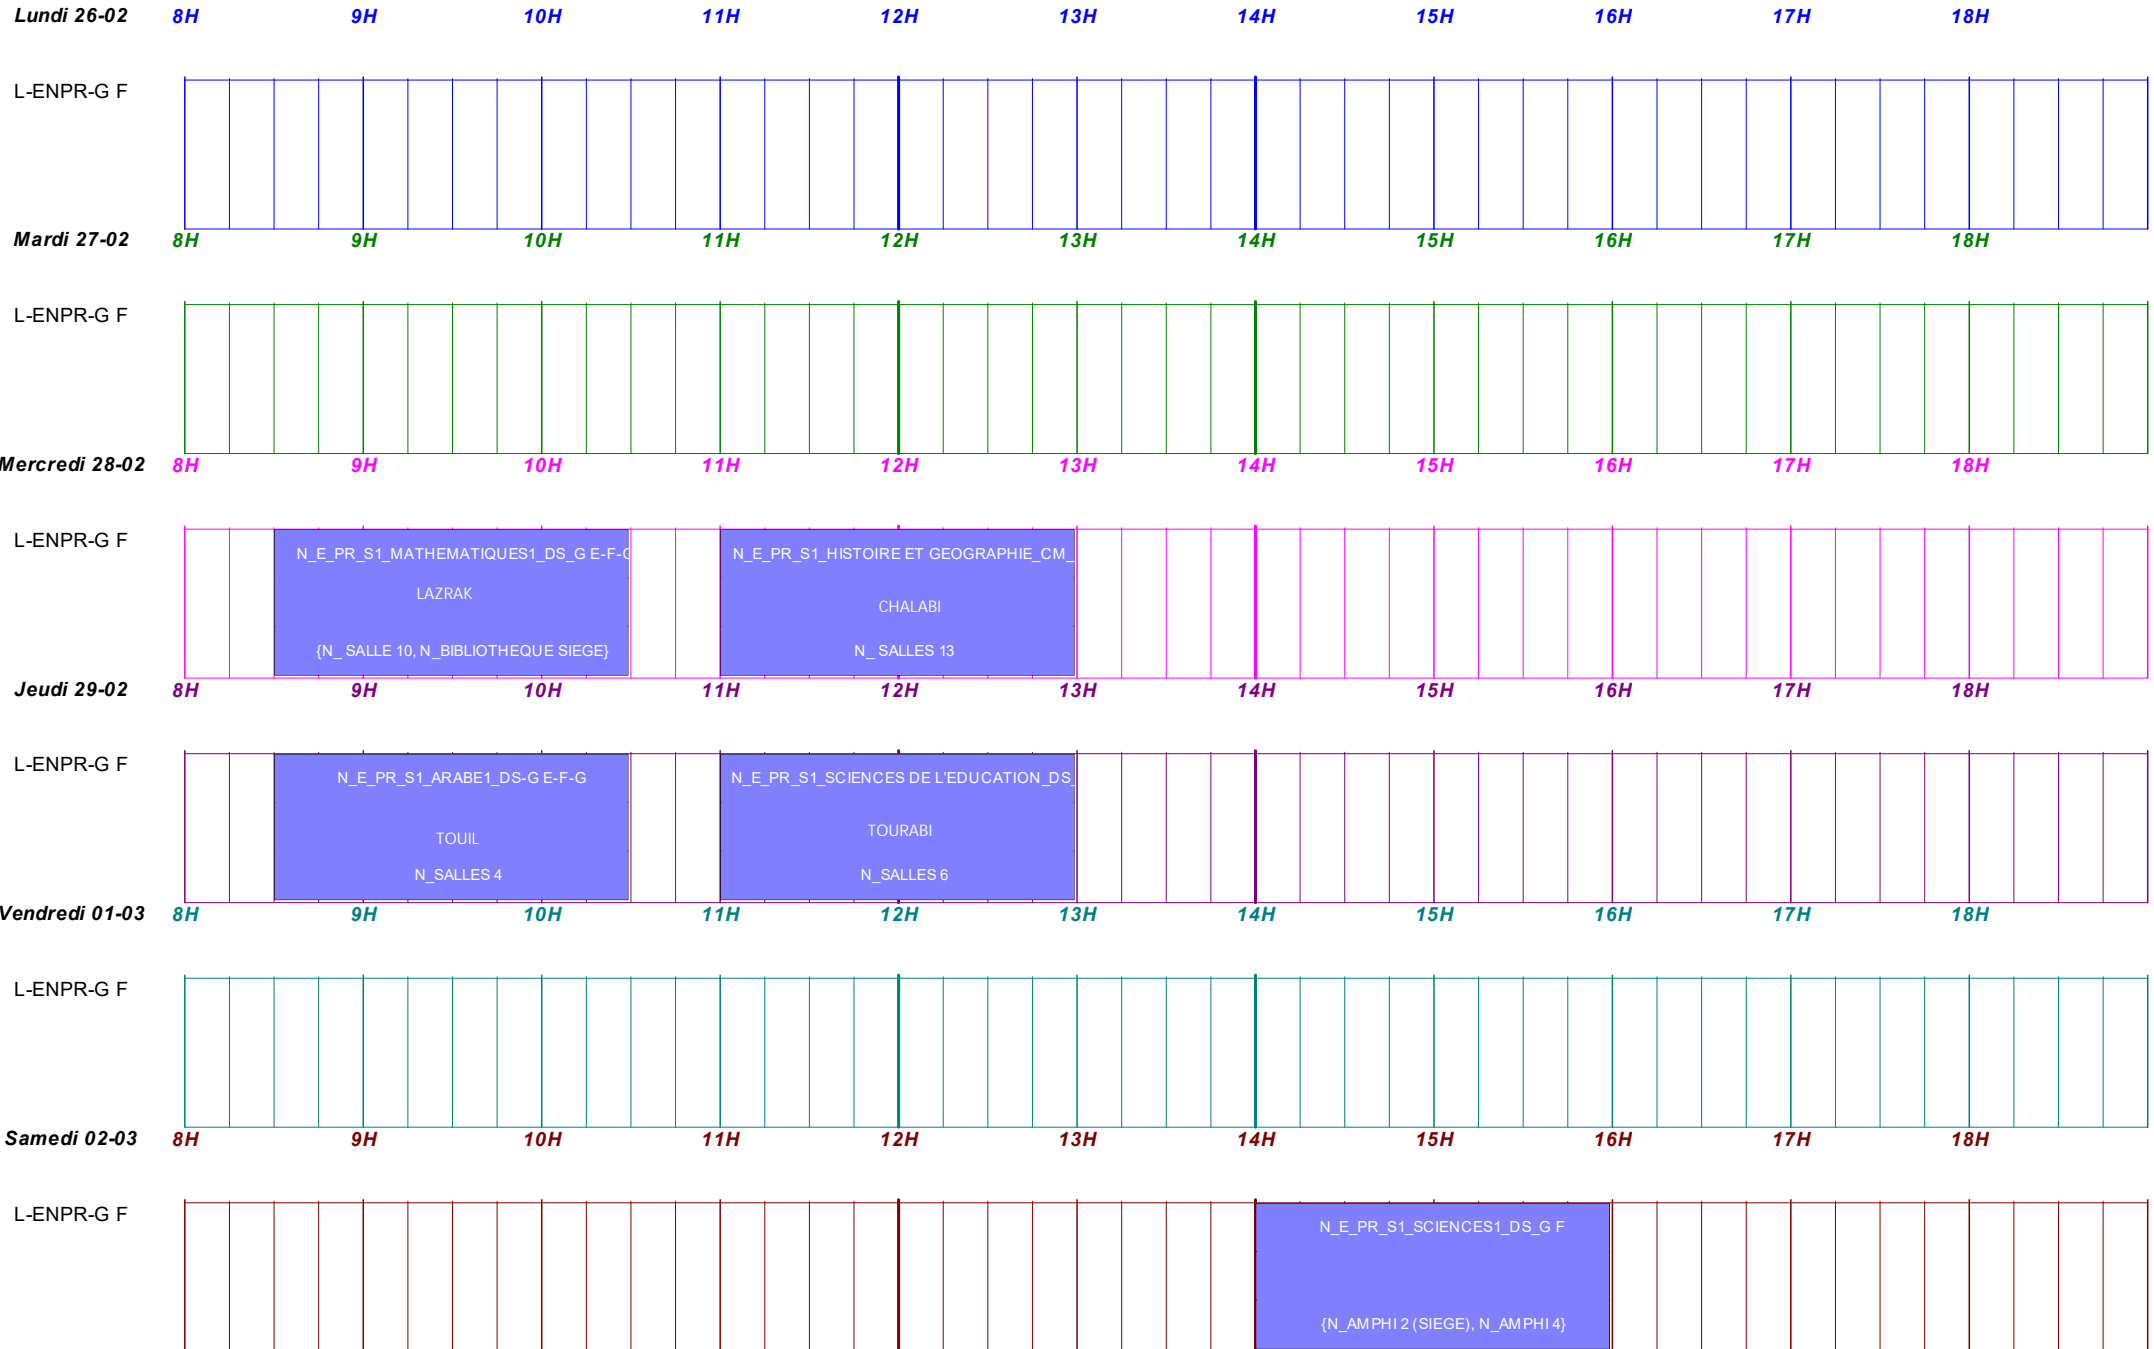 Lundi 26-02 8H 9H 10H 11H 12H 13H 14H 15H 16H 17H 18H
L-ENPR-G F
Mardi 27-02 8H 9H 10H 11H 12H 13H 14H 15H 16H 17H 18H
L-ENPR-G F
Mercredi 28-02 8H 9H 10H 11H 12H 13H 14H 15H 16H 17H 18H
L-ENPR-G F
N_E_PR_S1_MATHEMATIQUES1_DS_G E-F-G
LAZRAK
{N_ SALLE 10, N_BIBLIOTHEQUE SIEGE}
N_E_PR_S1_HISTOIRE ET GEOGRAPHIE_CM_
CHALABI
N_ SALLES 13
Jeudi 29-02 8H 9H 10H 11H 12H 13H 14H 15H 16H 17H 18H
L-ENPR-G F
N_E_PR_S1_ARABE1_DS-G E-F-G
TOUIL
N_SALLES 4
N_E_PR_S1_SCIENCES DE L'EDUCATION_DS_
TOURABI
N_SALLES 6
Vendredi 01-03 8H 9H 10H 11H 12H 13H 14H 15H 16H 17H 18H
L-ENPR-G F
Samedi 02-03 8H 9H 10H 11H 12H 13H 14H 15H 16H 17H 18H
L-ENPR-G F
N_E_PR_S1_SCIENCES1_DS_G F
{N_AMPHI 2 (SIEGE), N_AMPHI 4}